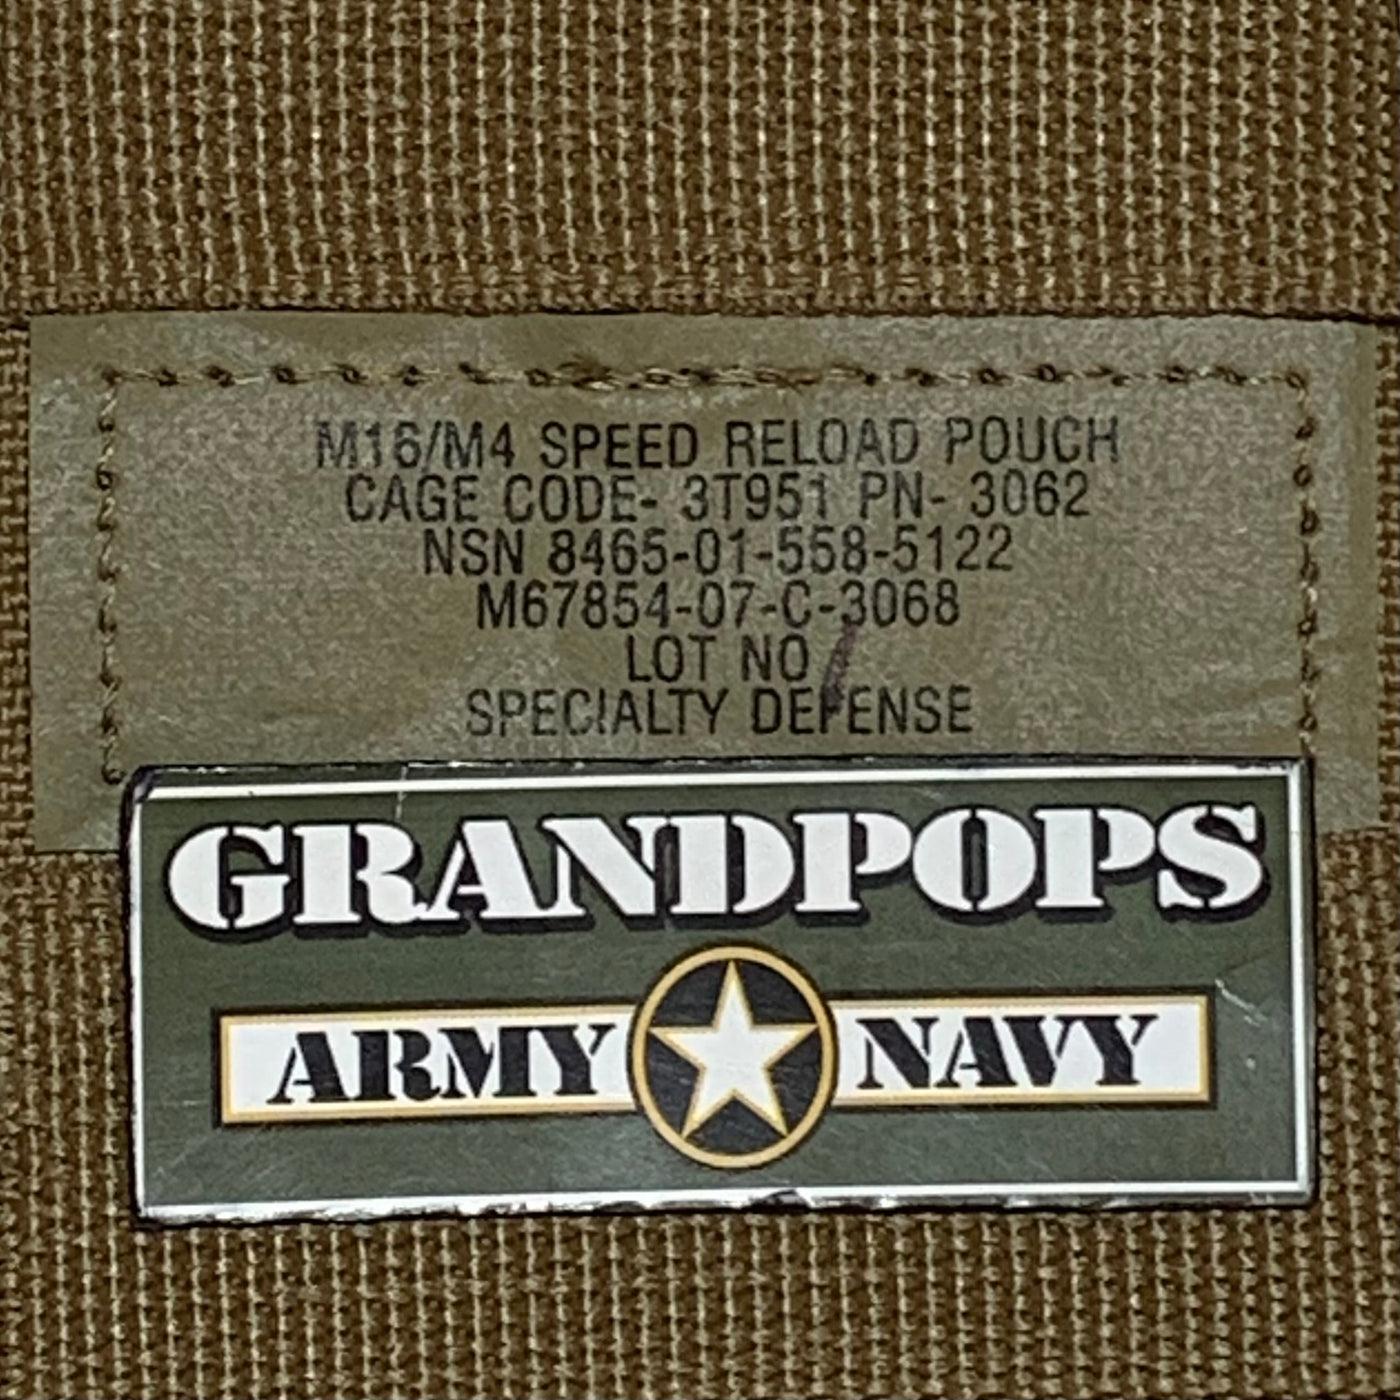 M16/M4 SPEED RELOAD POUCH
CAGE CODE- 3T951 PN- 3062
NSN 8465-01-558-5122
M67854-07-C-3068
LOT NO
SPECIALTY DEFENSE
GRANDPOPS
ARMY NAVY